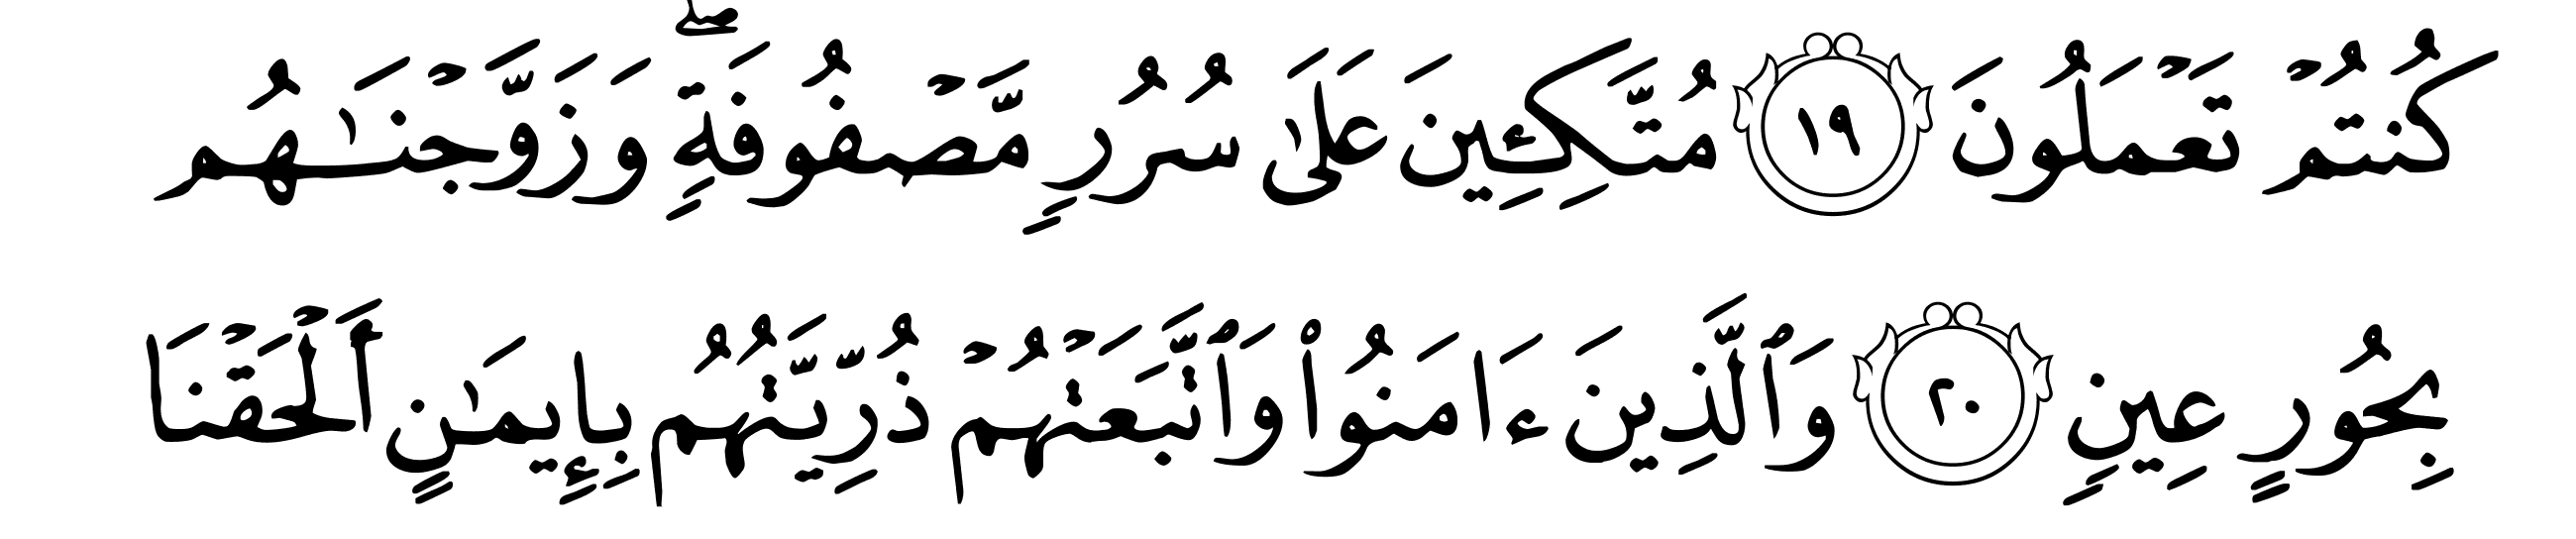 كُنتُمۡ تَعۡمَلُونَ ١٩ مُتَّكِـِٔينَ عَلَىٰ سُرُرٖ مَّصۡفُوفَةٖۖ وَزَوَّجۡنَٰهُم
بِحُورٍ عِينٖ ٢٠ وَٱلَّذِينَ ءَامَنُواْ وَٱتَّبَعَتۡهُمۡ ذُرِّيَّتُهُم بِإِيمَٰنٍ أَلۡحَقۡنَا